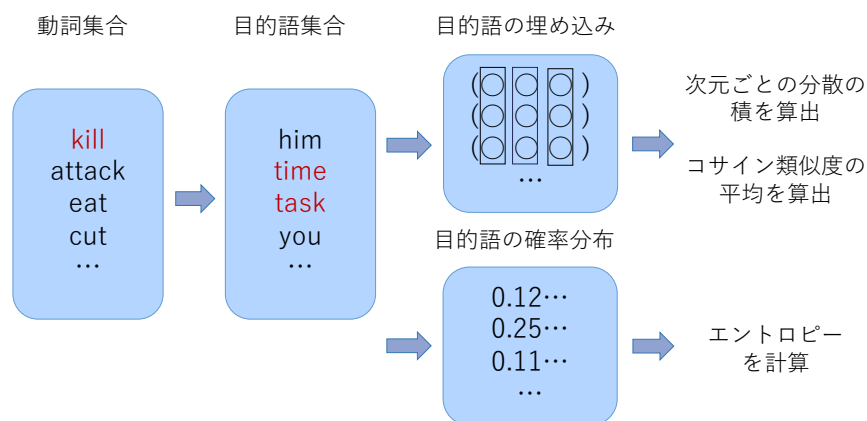 動詞集合
kill
attack
eat
cut
…
目的語集合
him
time
task
you
…
目的語の埋め込み
(○○○)
(○○○)
(○○○)
…
次元ごとの分散の
積を算出
コサイン類似度の
平均を算出
目的語の確率分布
0.12…
0.25…
0.11…
…
エントロピー
を計算